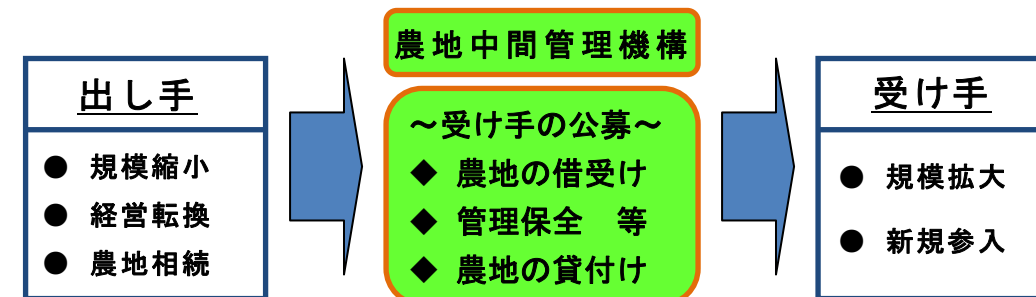 農地中間管理機構
出し手
● 規模縮小
● 経営転換
● 農地相続
～受け手の公募～
◆ 農地の借受け
◆ 管理保全　等
◆ 農地の貸付け
受け手
● 規模拡大
● 新規参入